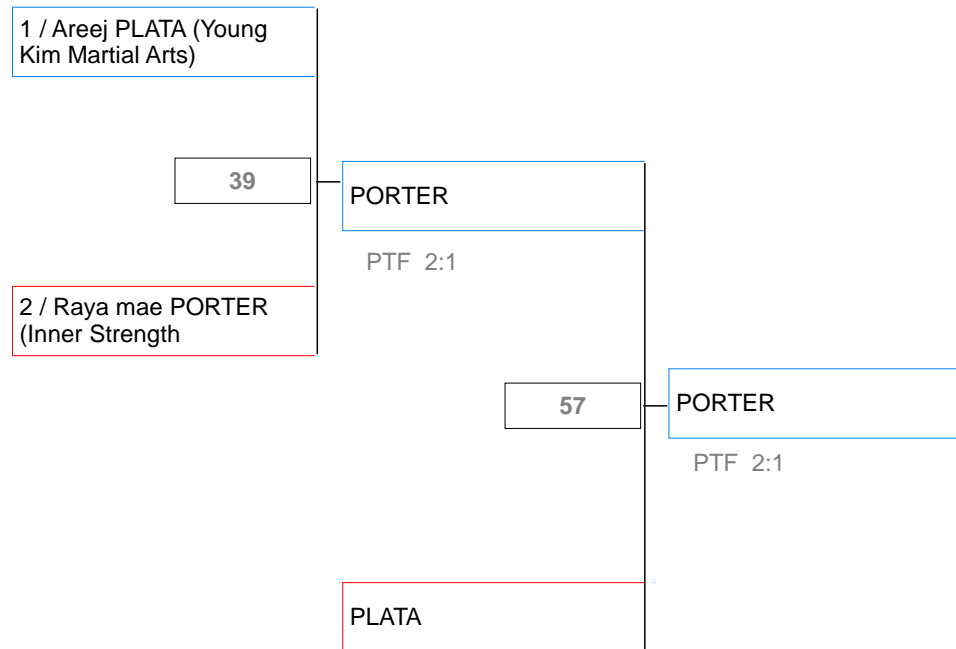 1 / Areej PLATA (Young
Kim Martial Arts)
39
PORTER
PTF 2:1
2 / Raya mae PORTER
(Inner Strength
57
PORTER
PTF 2:1
PLATA